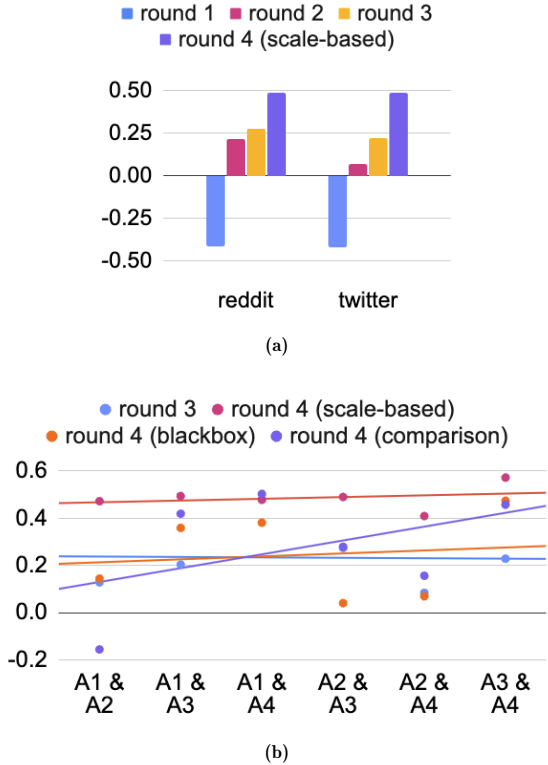 round 1 round 2 round 3
round 4 (scale-based)
0.50
0.25
0.00
-0.25
-0.50
reddit twitter
(a)
round 3 round 4 (scale-based)
round 4 (blackbox) round 4 (comparison)
0.6
0.4
0.2
0.0
-0.2
A1 & A1 & A1 & A2 & A2 & A3 &
A2 A3 A4 A3 A4 A4
(b)